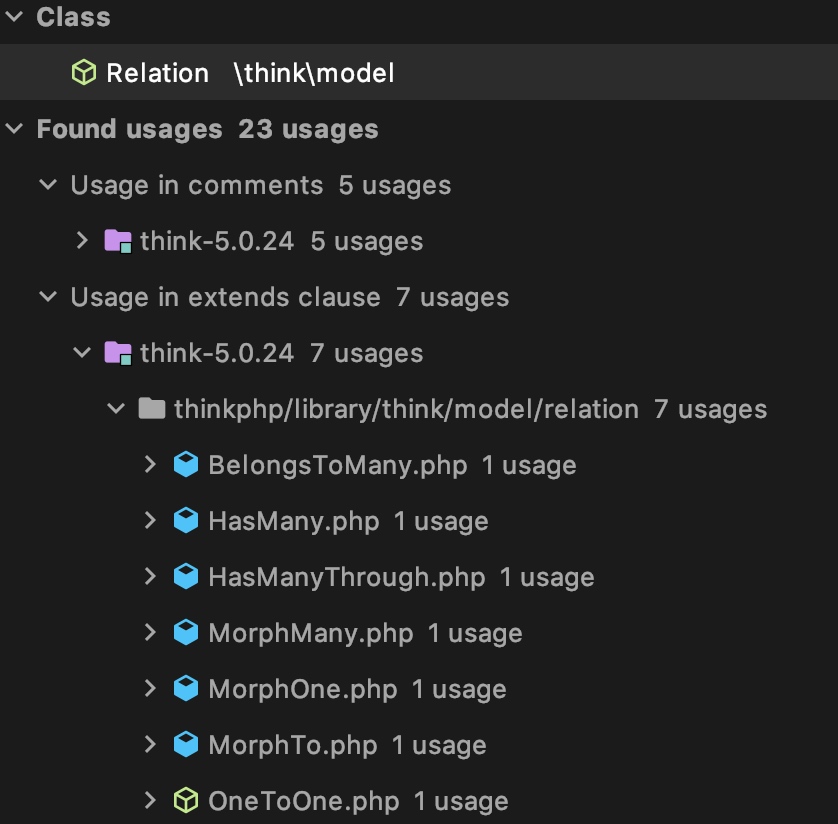 Class
Relation \think\model
Found usages 23 usages
Usage in comments 5 usages
think-5.0.24 5 usages
Usage in extends clause 7 usages
think-5.0.24 7 usages
thinkphp/library/think/model/relation 7 usages
BelongsToMany.php 1 usage
HasMany.php 1 usage
HasManyThrough.php 1 usage
MorphMany.php 1 usage
MorphOne.php 1 usage
MorphTo.php 1 usage
OneToOne.php 1 usage